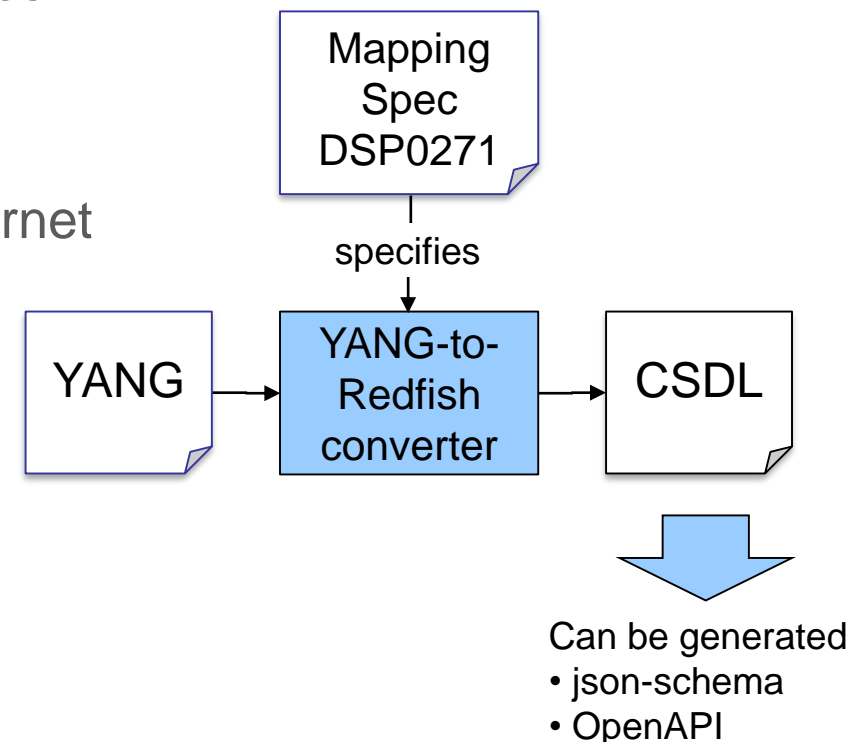 Mapping
Spec
DSP0271
rnet
specifies
YANG
YANG-to-
Redfish
converter
CSDL
Can be generated
• json-schema
• OpenAPI